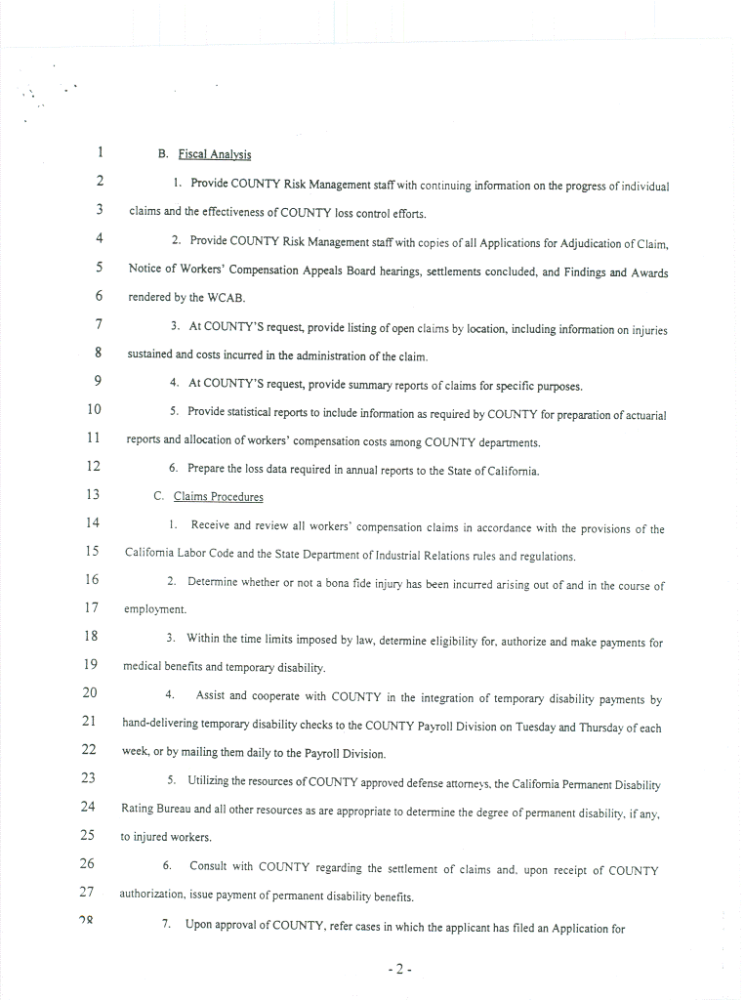 1 B. Fiscal Analysis
2 1. Provide COUNTY Risk Management staff with continuing information on the progress of individual
3 claims and the effectiveness of COUNTY loss control efforts.
4 2. Provide COUNTY Risk Management staff with copies of all Applications for Adjudication of Claim,
5 Notice of Workers' Compensation Appeals Board hearings, settlements concluded, and Findings and Awards
6 rendered by the WCAB.
7 3. At COUNTY'S request, provide listing of open claims by location, including information on injuries
8 sustained and costs incurred in the administration of the claim.
9 4. At COUNTY'S request, provide summary reports of claims for specific purposes.
10 5. Provide statistical reports to include information as required by COUNTY for preparation of actuarial
11 reports and allocation of workers' compensation costs among COUNTY departments.
12 6. Prepare the loss data required in annual reports to the State of California.
13 C. Claims Procedures
14 1. Receive and review all workers' compensation claims in accordance with the provisions of the
15 California Labor Code and the State Department of Industrial Relations rules and regulations.
16 2. Determine whether or not a bona fide injury has been incurred arising out of and in the course of
17 employment.
18 3. Within the time limits imposed by law, determine eligibility for, authorize and make payments for
19 medical benefits and temporary disability.
20 4. Assist and cooperate with COUNTY in the integration of temporary disability payments by
21 hand-delivering temporary disability checks to the COUNTY Payroll Division on Tuesday and Thursday of each
22 week, or by mailing them daily to the Payroll Division.
23 5. Utilizing the resources of COUNTY approved defense attorneys, the California Permanent Disability
24 Rating Bureau and all other resources as are appropriate to determine the degree of permanent disability, if any,
25 to injured workers.
26 6. Consult with COUNTY regarding the settlement of claims and, upon receipt of COUNTY
27 authorization, issue payment of permanent disability benefits.
28 7. Upon approval of COUNTY, refer cases in which the applicant has filed an Application for
- 2 -